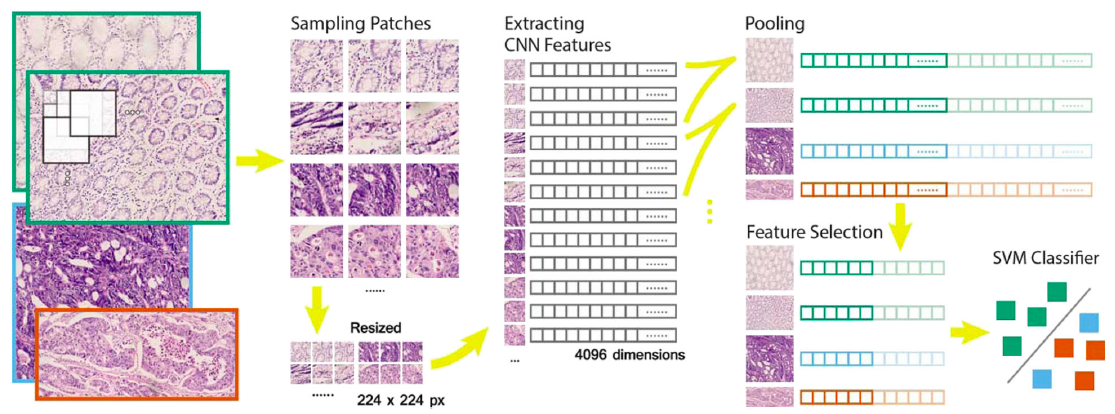 Sampling Patches
......
Resized
......
224 x 224 px
Extracting
CNN Features
......
......
......
......
......
......
......
......
......
......
......
......
...
4096 dimensions
Pooling
...... ......
...... ......
...... ......
...... ......
Feature Selection
SVM Classifier